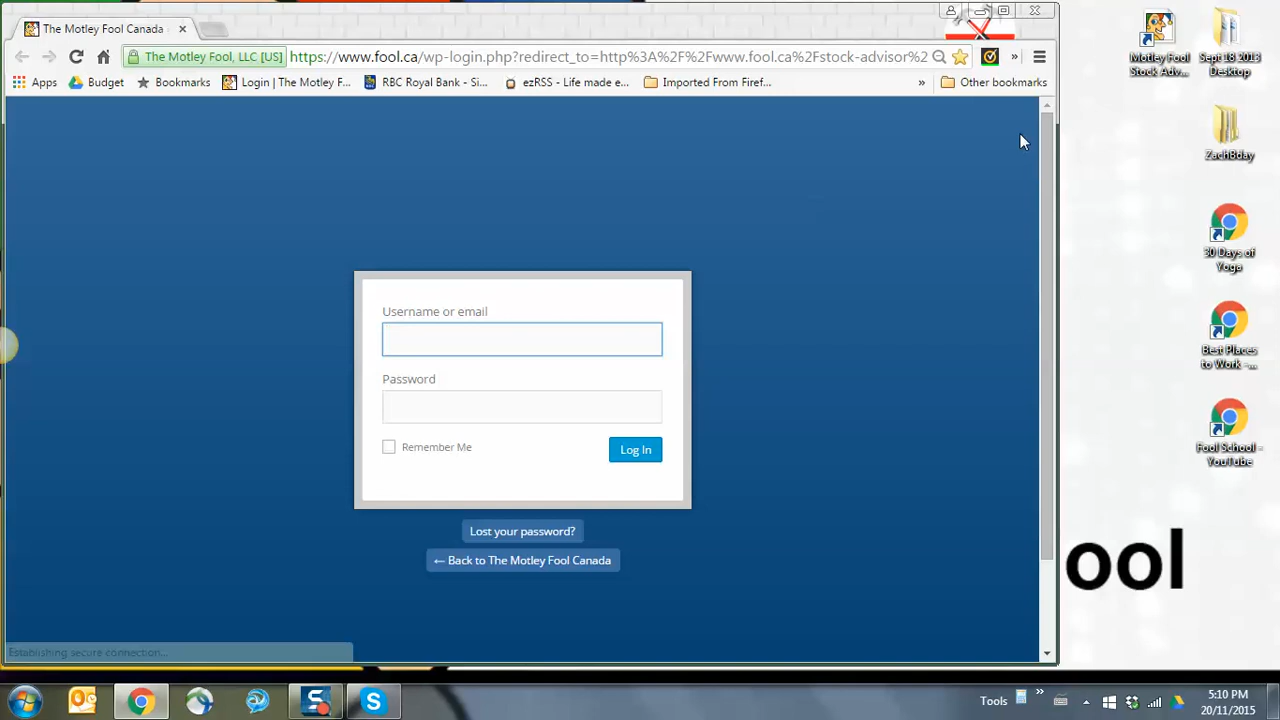 The Motley Fool Canada
The Motley Fool, LLC [US] https://www.fool.ca/wp-login.php?redirect_to=http%3A%2F%2Fwww.fool.ca%2Fstock-advisor%2
Apps Budget Bookmarks Login | The Motley F... RBC Royal Bank - Si... ezRSS - Life made e... Imported From Firef... » Other bookmarks
Username or email
Password
Remember Me
Log In
Lost your password?
← Back to The Motley Fool Canada
Establishing secure connection...
Motley Fool
Stock Adv...
Sept 18 2013
Desktop
ZachBday
30 Days of
Yoga
Best Places
to Work -...
Fool School -
YouTube
ool
Tools »
5:10 PM
20/11/2015